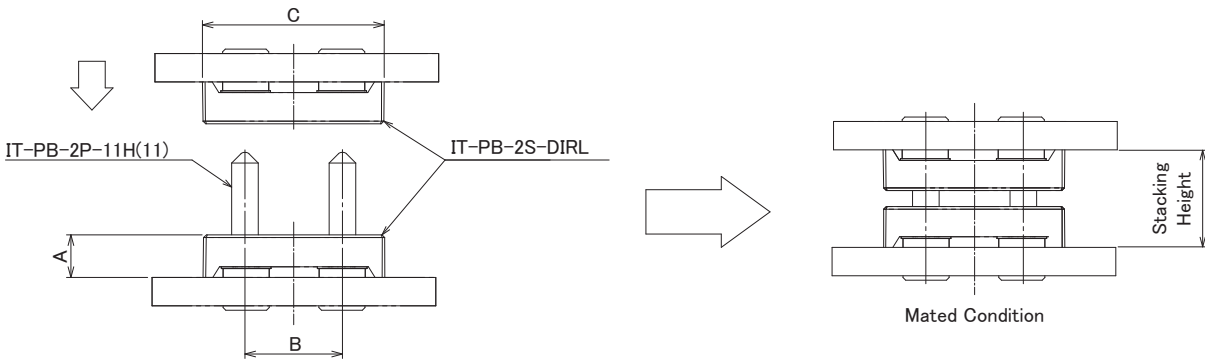 C
IT-PB-2P-11H(11)
IT-PB-2S-DIRL
A
B
Stacking
Height
Mated Condition